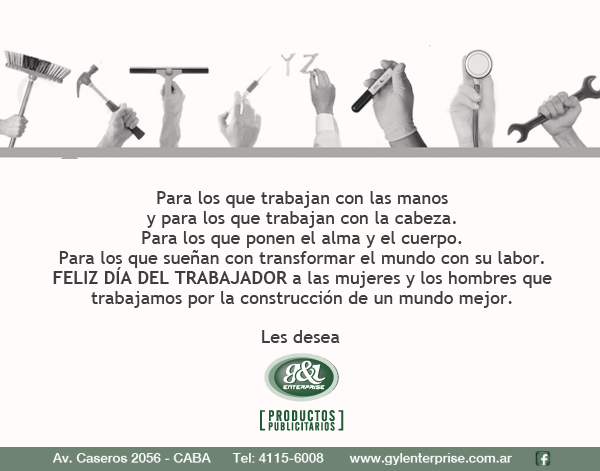 YZ
Para los que trabajan con las manos
y para los que trabajan con la cabeza.
Para los que ponen el alma y el cuerpo.
Para los que sueñan con transformar el mundo con su labor.
FELIZ DÍA DEL TRABAJADOR a las mujeres y los hombres que
trabajamos por la construcción de un mundo mejor.
Les desea
g&l
ENTERPRISE
[PRODUCTOS
PUBLICITARIOS]
Av. Caseros 2056 - CABA Tel: 4115-6008 www.gylenterprise.com.ar f